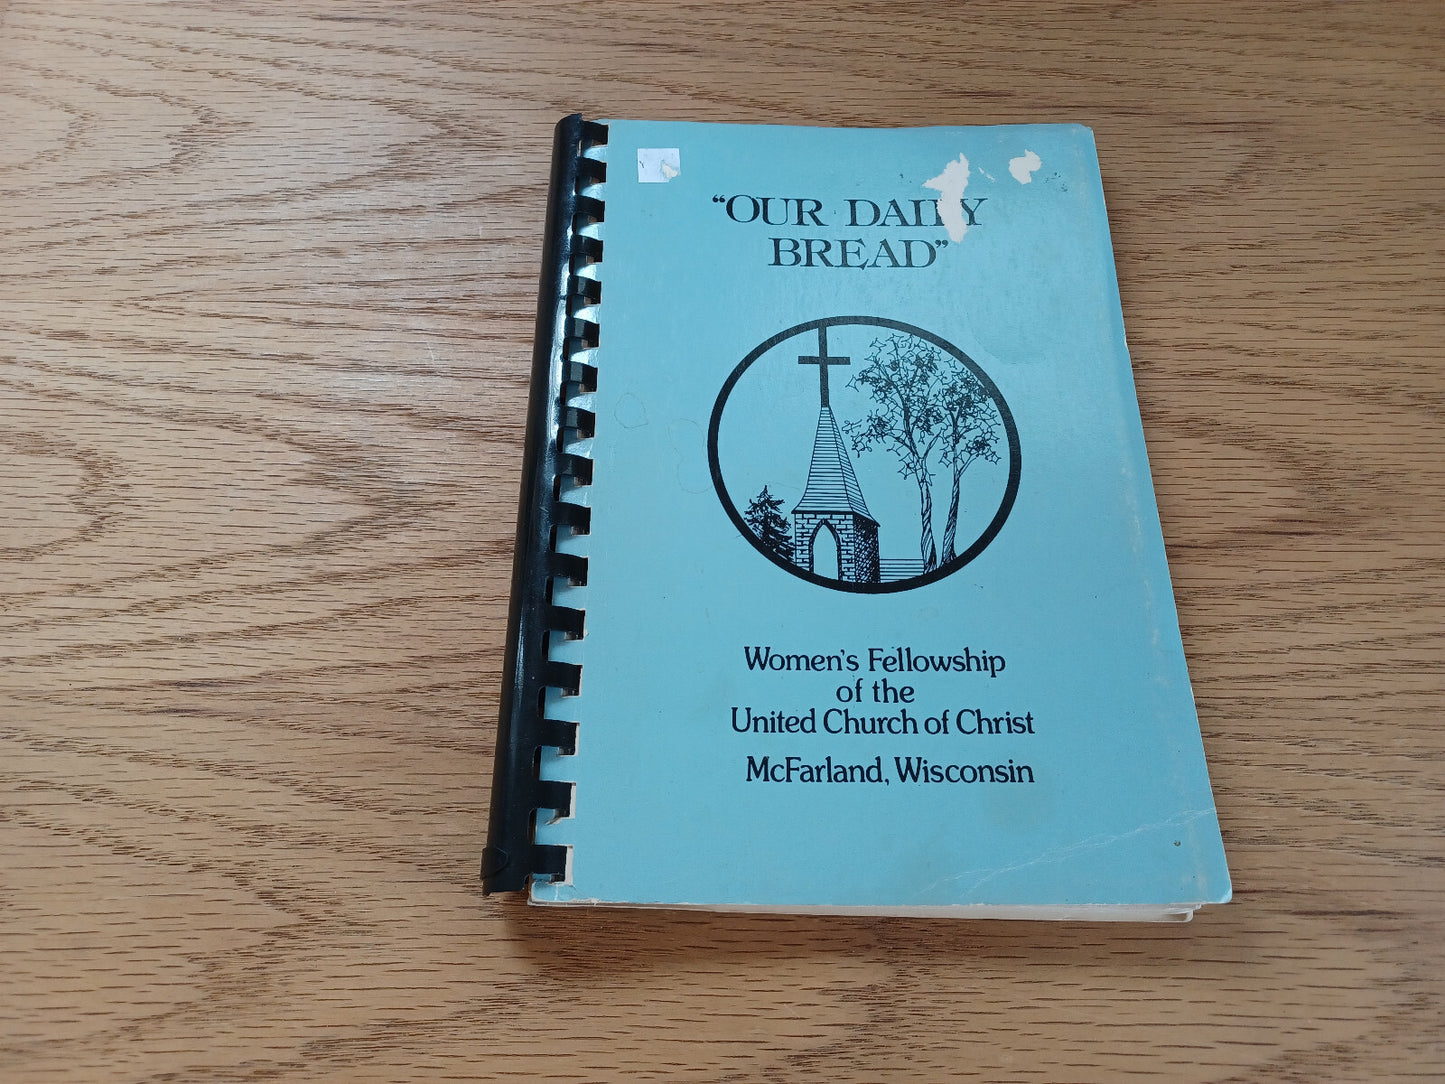 "OUR DAILY
BREAD"
Women's Fellowship
of the
United Church of Christ
McFarland, Wisconsin